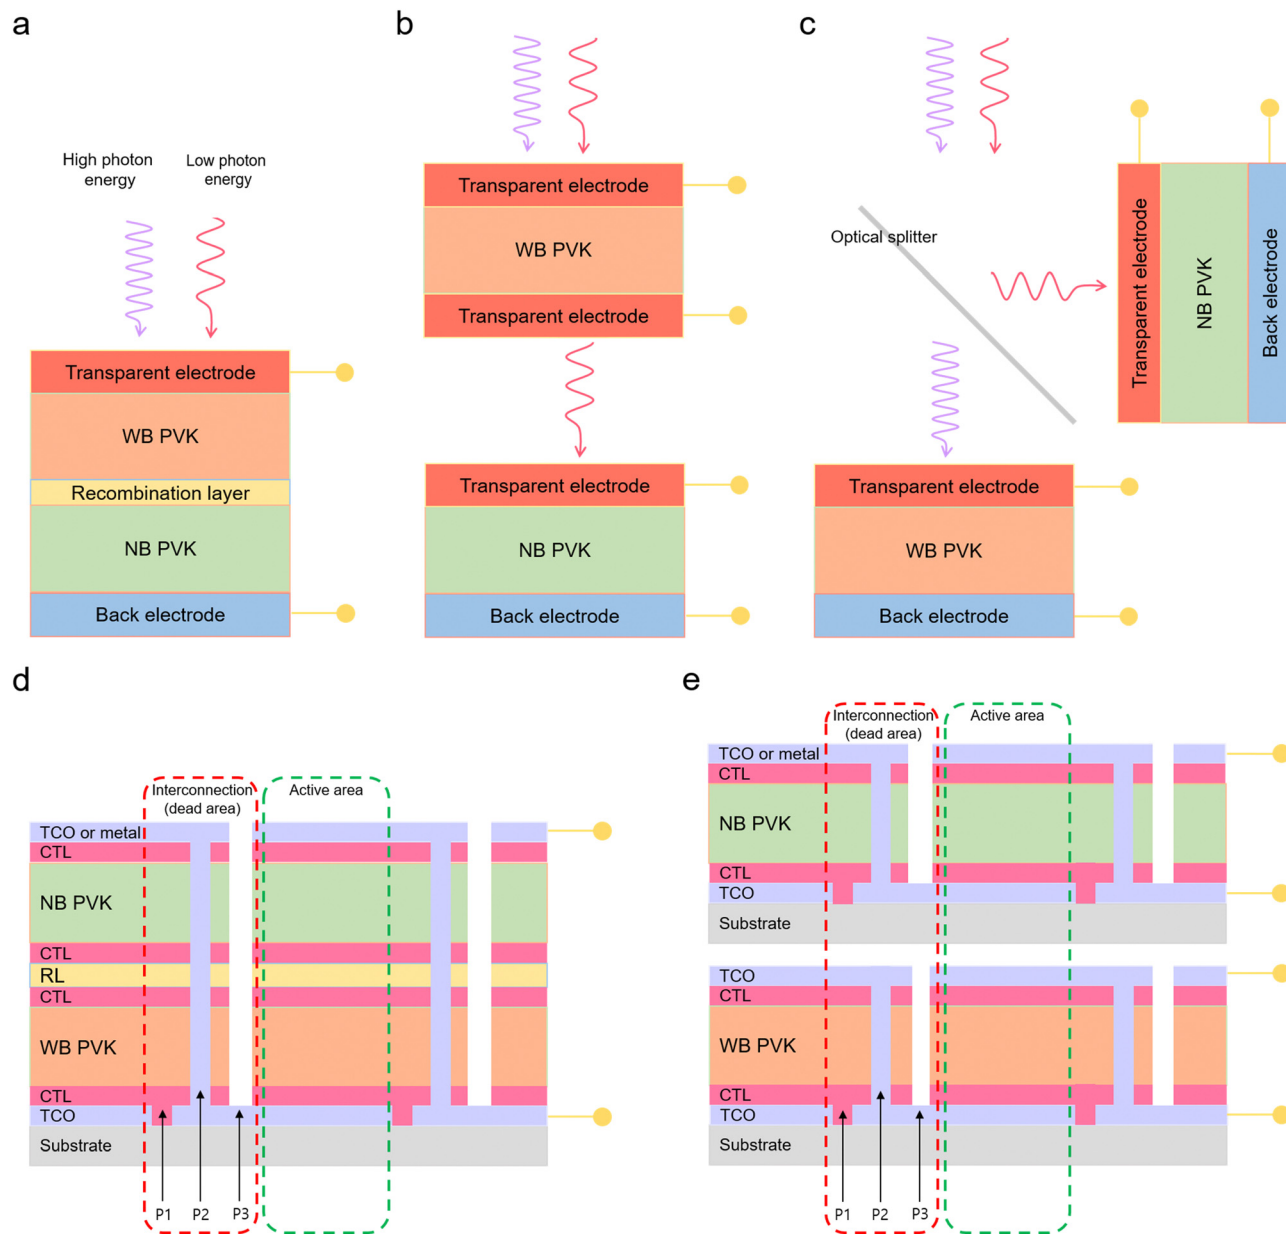 a
High photon
energy
Low photon
energy
Transparent electrode
WB PVK
Recombination layer
NB PVK
Back electrode
b
Transparent electrode
WB PVK
Transparent electrode
Transparent electrode
NB PVK
Back electrode
c
Optical splitter
Transparent electrode
NB PVK
Back electrode
Transparent electrode
WB PVK
Back electrode
d
Interconnection
(dead area)
Active area
TCO or metal
CTL
NB PVK
CTL
RL
CTL
WB PVK
CTL
TCO
Substrate
P1
P2
P3
e
Interconnection
(dead area)
Active area
TCO or metal
CTL
NB PVK
CTL
TCO
Substrate
TCO
CTL
WB PVK
CTL
TCO
Substrate
P1
P2
P3